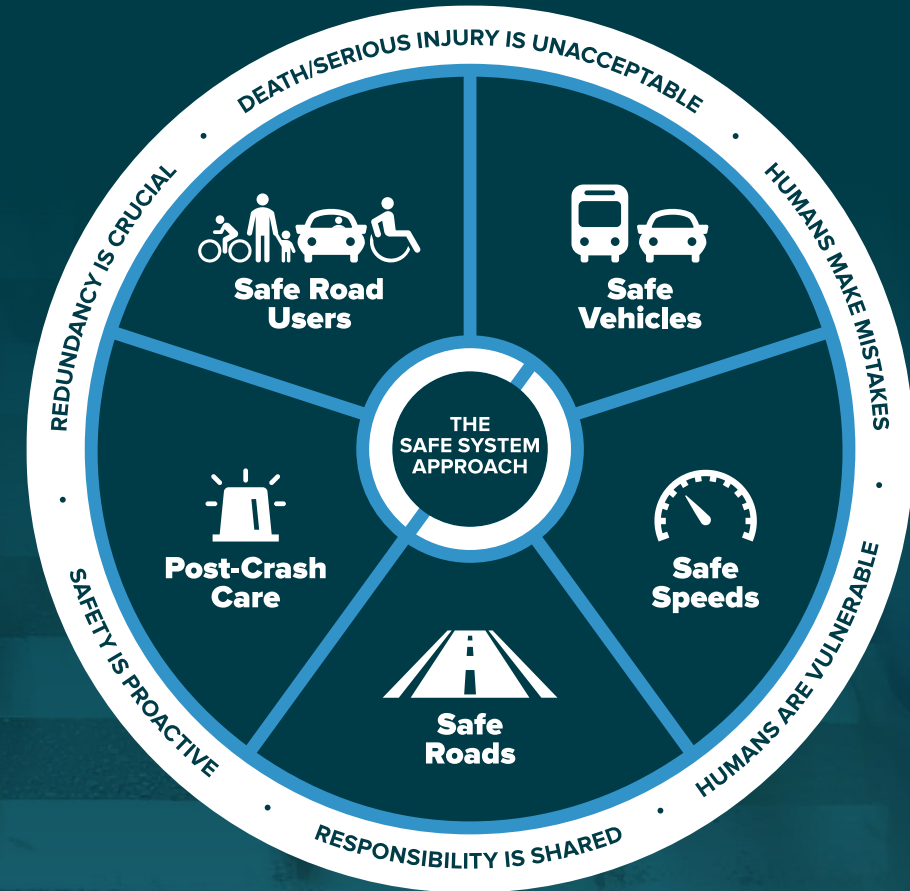 DEATH/SERIOUS INJURY IS UNACCEPTABLE
HUMANS MAKE MISTAKES
HUMANS ARE VULNERABLE
RESPONSIBILITY IS SHARED
SAFETY IS PROACTIVE
REDUNDANCY IS CRUCIAL
Safe Road
Users
Safe
Vehicles
Safe
Speeds
Safe
Roads
Post-Crash
Care
THE
SAFE SYSTEM
APPROACH